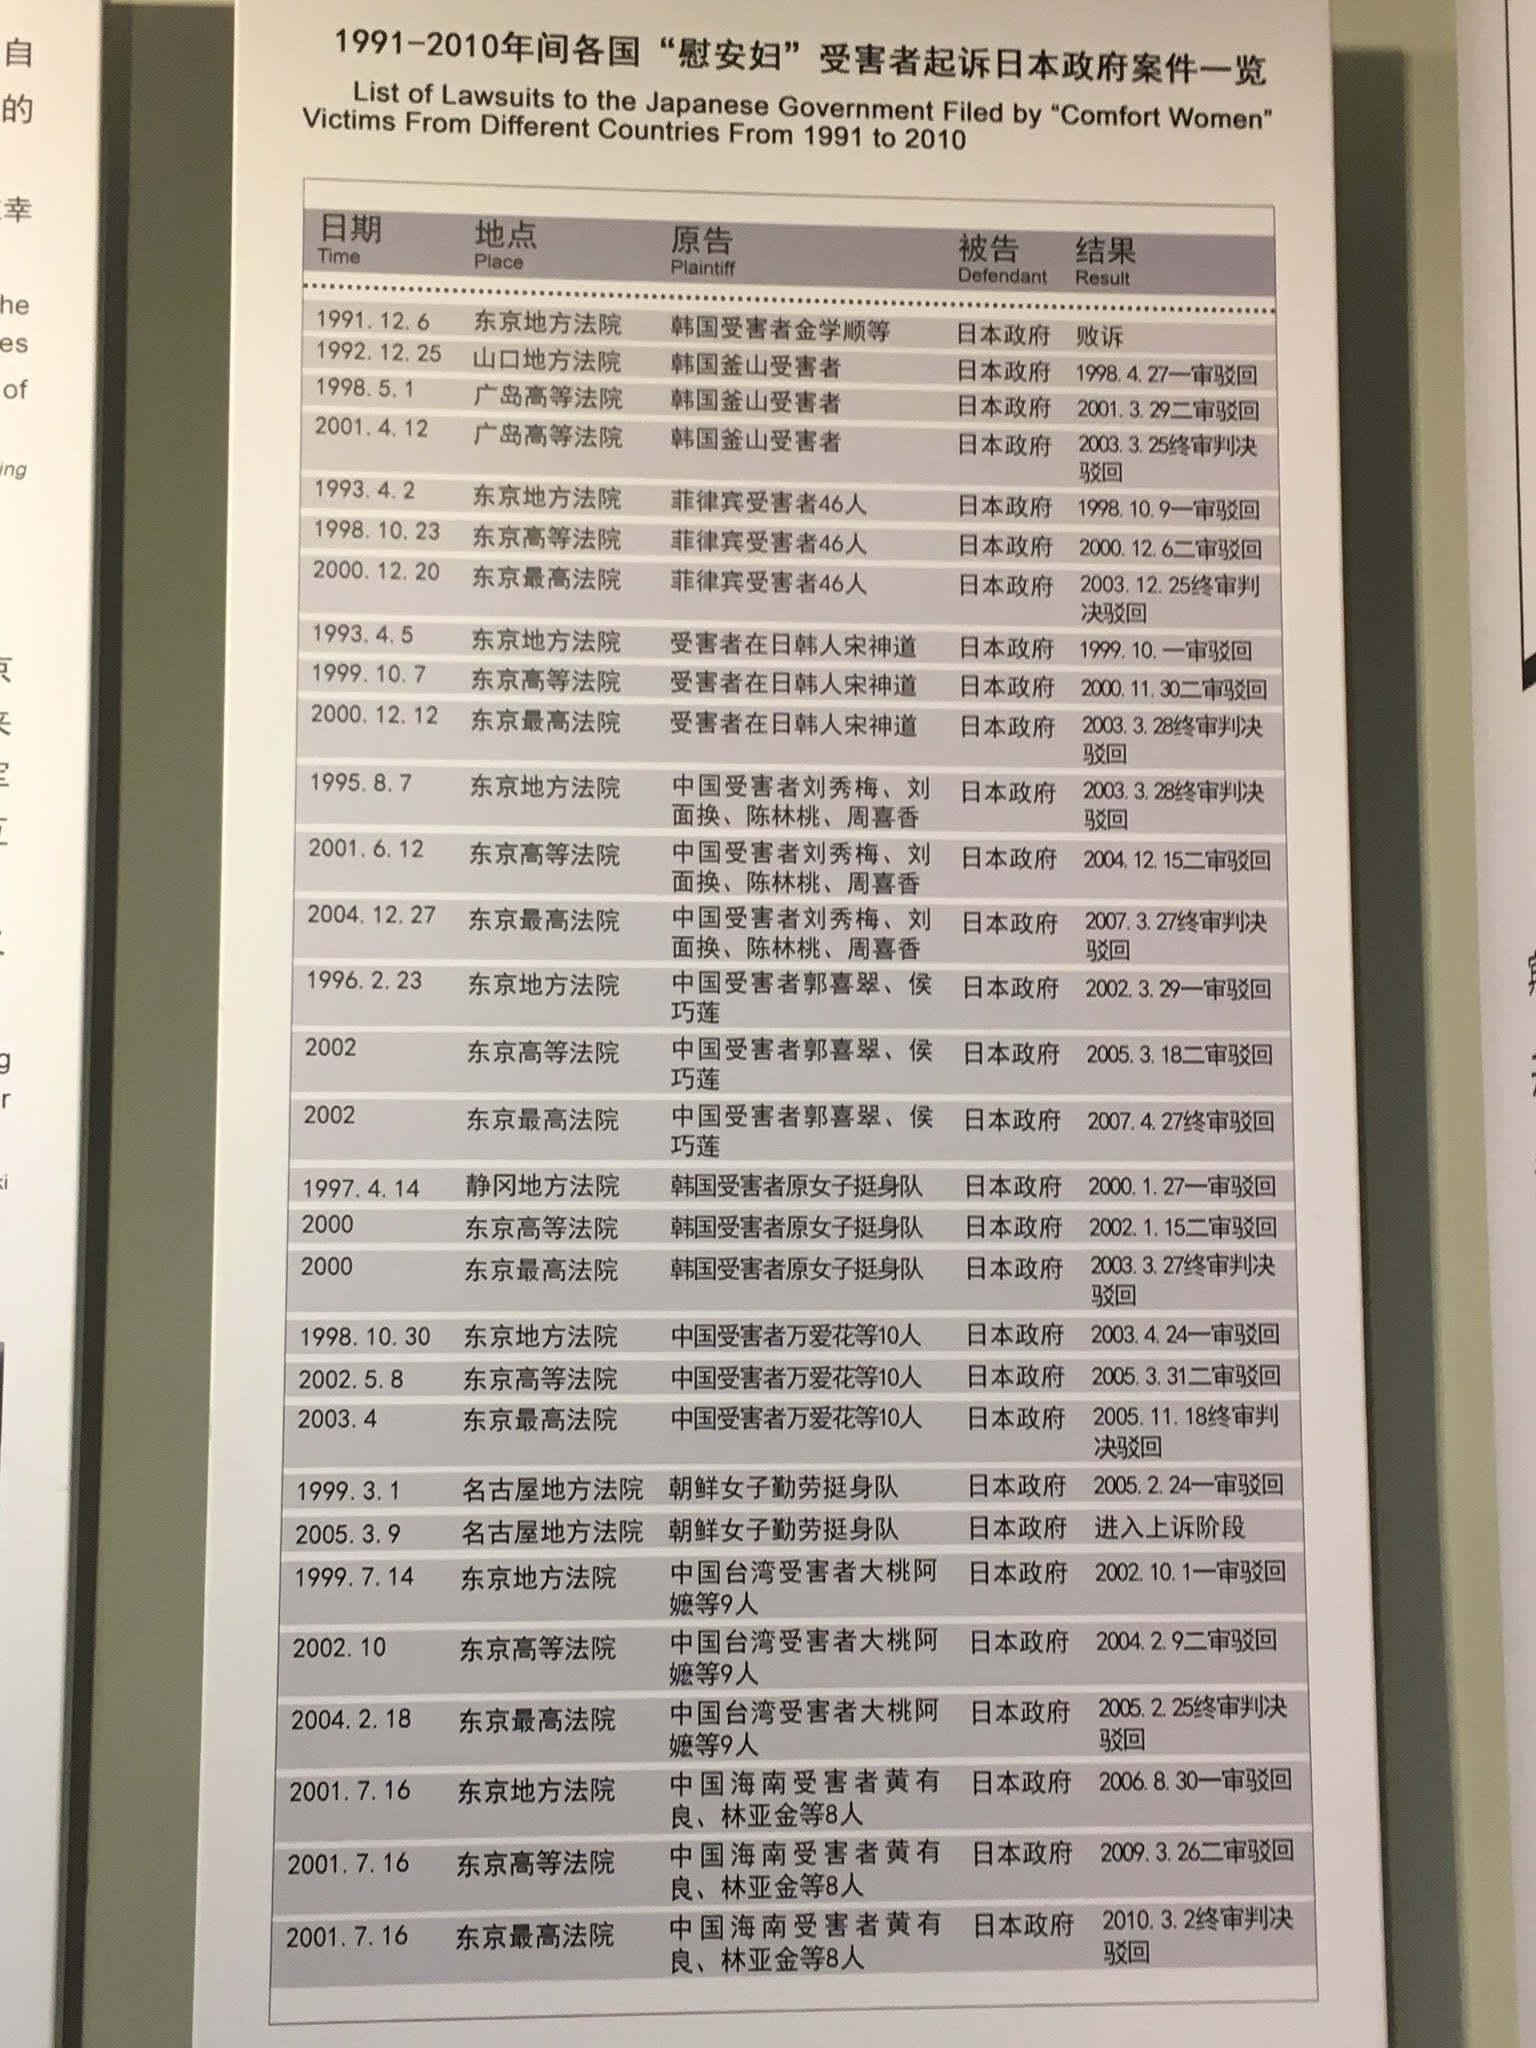 自
的
幸
he
es
of
ing
京
来
军
g
r
ki
1991-2010年间各国“慰安妇”受害者起诉日本政府案件一览
List of Lawsuits to the Japanese Government Filed by “Comfort Women”
Victims From Different Countries From 1991 to 2010
日期 地点 原告 被告 结果
Time Place Plaintiff Defendant Result
1991.12.6 东京地方法院 韩国受害者金学顺等 日本政府 败诉
1992.12.25 山口地方法院 韩国釜山受害者 日本政府 1998.4.27一审驳回
1998.5.1 广岛高等法院 韩国釜山受害者 日本政府 2001.3.29二审驳回
2001.4.12 广岛高等法院 韩国釜山受害者 日本政府 2003.3.25终审判决
驳回
1993.4.2 东京地方法院 菲律宾受害者46人 日本政府 1998.10.9一审驳回
1998.10.23 东京高等法院 菲律宾受害者46人 日本政府 2000.12.6二审驳回
2000.12.20 东京最高法院 菲律宾受害者46人 日本政府 2003.12.25终审判
决驳回
1993.4.5 东京地方法院 受害者在日韩人宋神道 日本政府 1999.10.一审驳回
1999.10.7 东京高等法院 受害者在日韩人宋神道 日本政府 2000.11.30二审驳回
2000.12.12 东京最高法院 受害者在日韩人宋神道 日本政府 2003.3.28终审判决
驳回
1995.8.7 东京地方法院 中国受害者刘秀梅、刘 日本政府 2003.3.28终审判决
面换、陈林桃、周喜香 驳回
2001.6.12 东京高等法院 中国受害者刘秀梅、刘 日本政府 2004.12.15二审驳回
面换、陈林桃、周喜香
2004.12.27 东京最高法院 中国受害者刘秀梅、刘 日本政府 2007.3.27终审判决
面换、陈林桃、周喜香 驳回
1996.2.23 东京地方法院 中国受害者郭喜翠、侯 日本政府 2002.3.29一审驳回
巧莲
2002 东京高等法院 中国受害者郭喜翠、侯 日本政府 2005.3.18二审驳回
巧莲
2002 东京最高法院 中国受害者郭喜翠、侯 日本政府 2007.4.27终审驳回
巧莲
1997.4.14 静冈地方法院 韩国受害者原女子挺身队 日本政府 2000.1.27一审驳回
2000 东京高等法院 韩国受害者原女子挺身队 日本政府 2002.1.15二审驳回
2000 东京最高法院 韩国受害者原女子挺身队 日本政府 2003.3.27终审判决
驳回
1998.10.30 东京地方法院 中国受害者万爱花等10人 日本政府 2003.4.24一审驳回
2002.5.8 东京高等法院 中国受害者万爱花等10人 日本政府 2005.3.31二审驳回
2003.4 东京最高法院 中国受害者万爱花等10人 日本政府 2005.11.18终审判
决驳回
1999.3.1 名古屋地方法院 朝鲜女子勤劳挺身队 日本政府 2005.2.24一审驳回
2005.3.9 名古屋地方法院 朝鲜女子勤劳挺身队 日本政府 进入上诉阶段
1999.7.14 东京地方法院 中国台湾受害者大桃阿 日本政府 2002.10.1一审驳回
嬷等9人
2002.10 东京高等法院 中国台湾受害者大桃阿 日本政府 2004.2.9二审驳回
嬷等9人
2004.2.18 东京最高法院 中国台湾受害者大桃阿 日本政府 2005.2.25终审判决
嬷等9人 驳回
2001.7.16 东京地方法院 中国海南受害者黄有 日本政府 2006.8.30一审驳回
良、林亚金等8人
2001.7.16 东京高等法院 中国海南受害者黄有 日本政府 2009.3.26二审驳回
良、林亚金等8人
2001.7.16 东京最高法院 中国海南受害者黄有 日本政府 2010.3.2终审判决
良、林亚金等8人 驳回